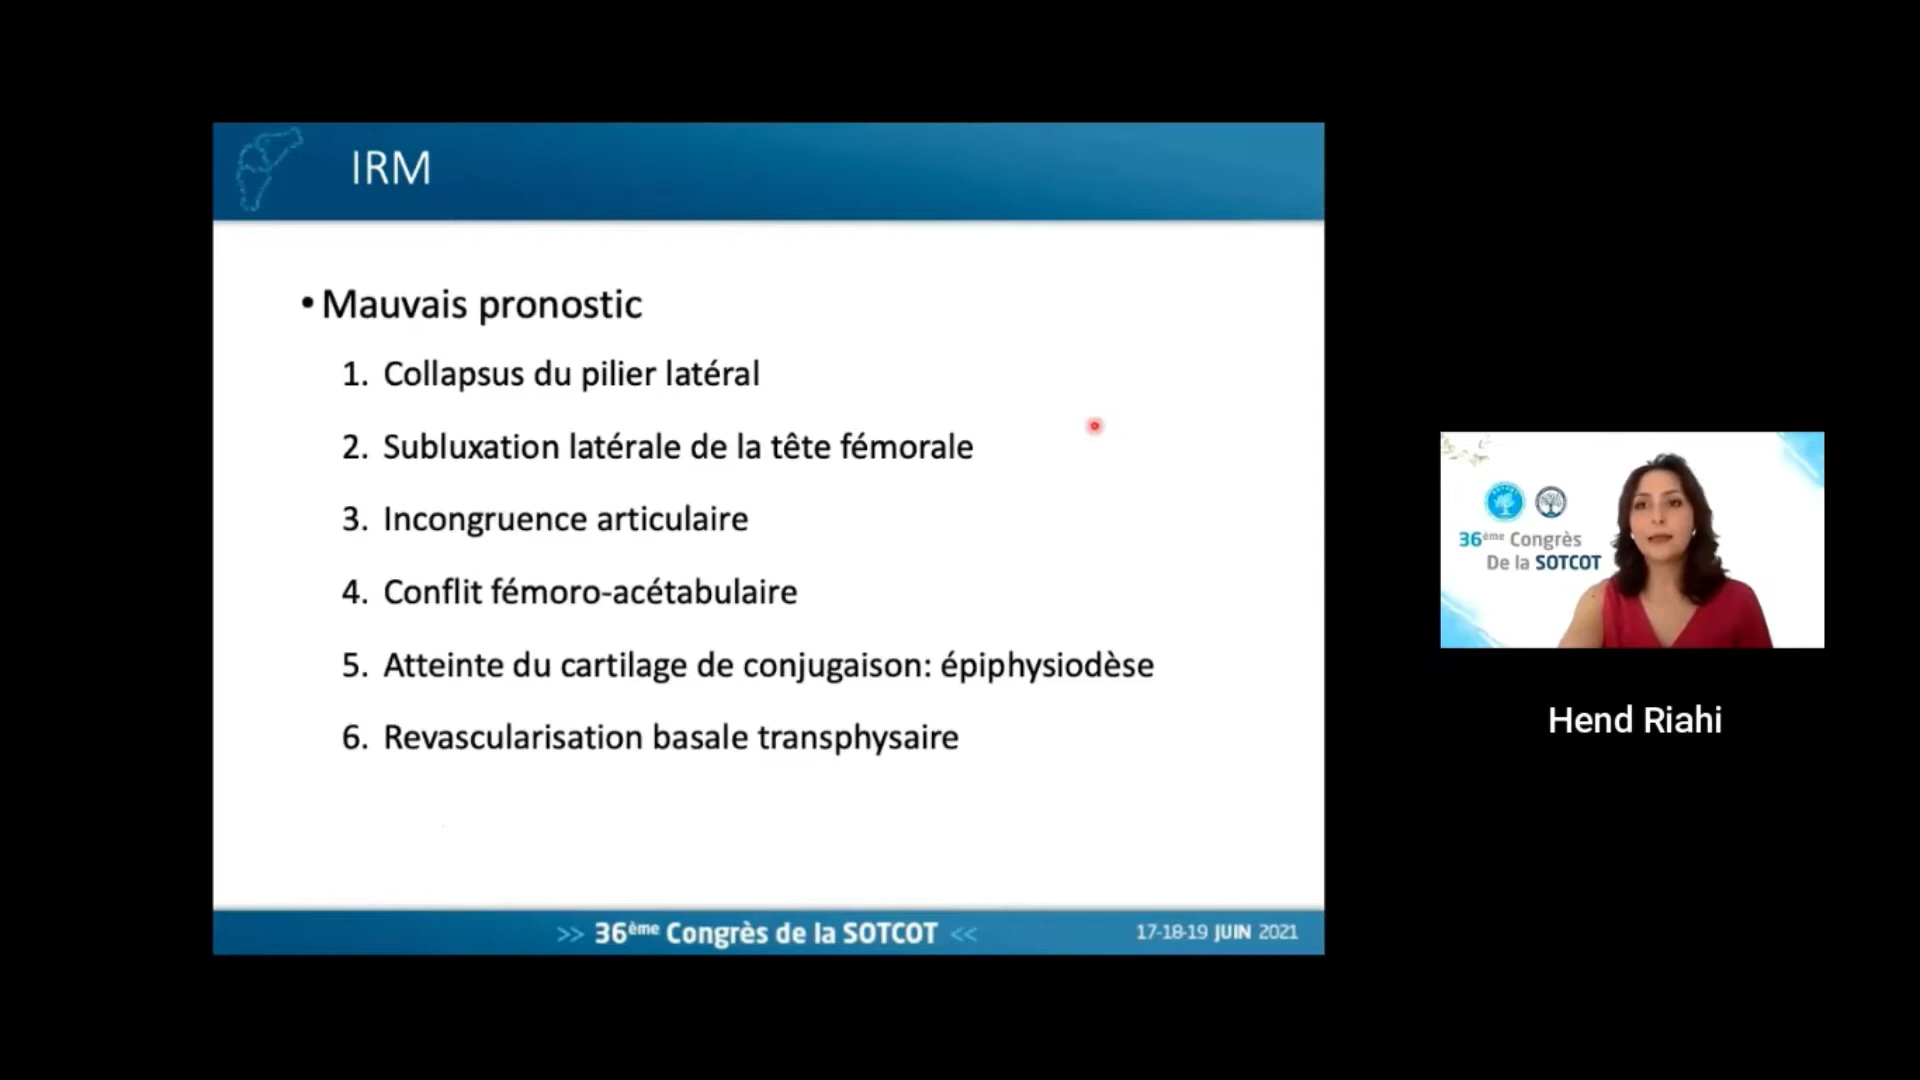 IRM
• Mauvais pronostic
1. Collapsus du pilier latéral
2. Subluxation latérale de la tête fémorale
3. Incongruence articulaire
4. Conflit fémoro-acétabulaire
5. Atteinte du cartilage de conjugaison: épiphysiodèse
6. Revascularisation basale transphysaire
>> 36ème Congrès de la SOTCOT <<
17-18-19 JUIN 2021
36ème Congrès
De la SOTCOT
Hend Riahi